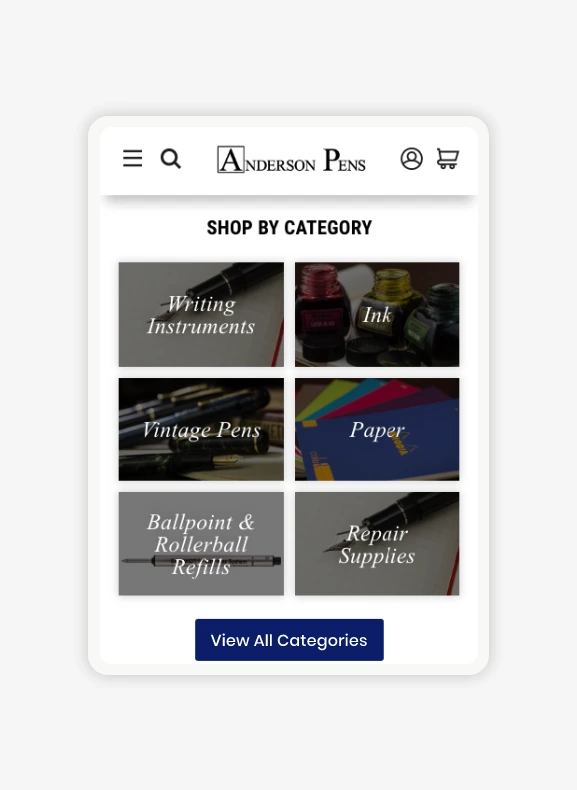 Anderson Pens
SHOP BY CATEGORY
Writing
Instruments
Ink
Vintage Pens
Paper
RHODIA
Ballpoint &
Rollerball
Refills
Repair
Supplies
View All Categories